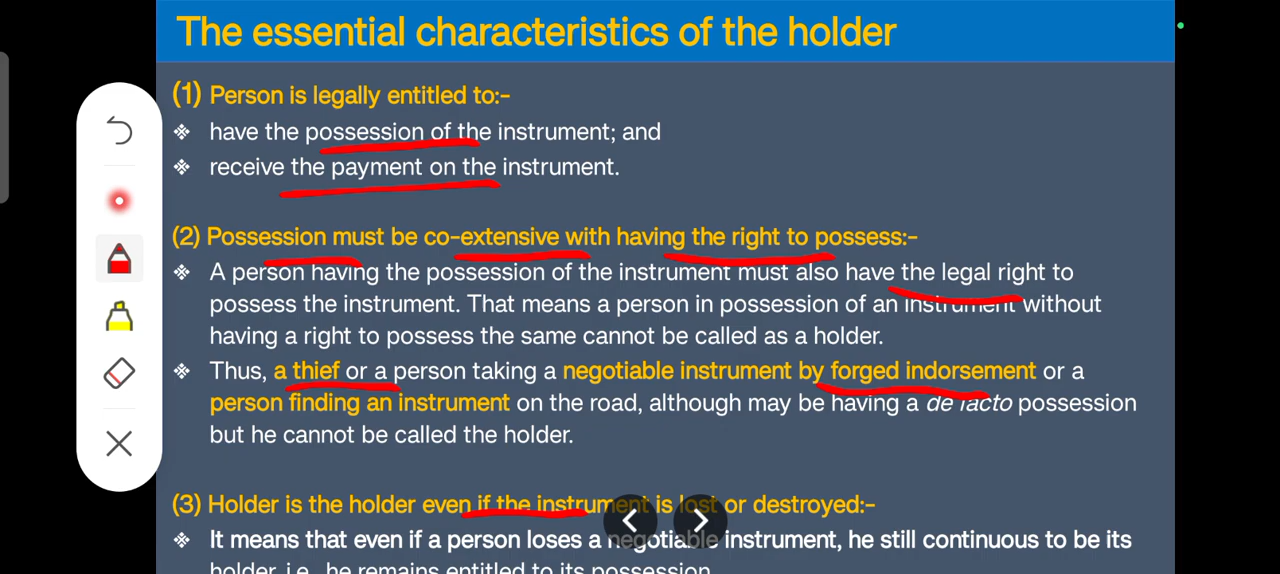 The essential characteristics of the holder
(1) Person is legally entitled to:-
❖ have the possession of the instrument; and
❖ receive the payment on the instrument.
(2) Possession must be co-extensive with having the right to possess:-
❖ A person having the possession of the instrument must also have the legal right to
possess the instrument. That means a person in possession of an instrument without
having a right to possess the same cannot be called as a holder.
❖ Thus, a thief or a person taking a negotiable instrument by forged indorsement or a
person finding an instrument on the road, although may be having a de facto possession
but he cannot be called the holder.
(3) Holder is the holder even if the instrument is lost or destroyed:-
❖ It means that even if a person loses a negotiable instrument, he still continuous to be its
holder, i.e., he remains entitled to its possession.